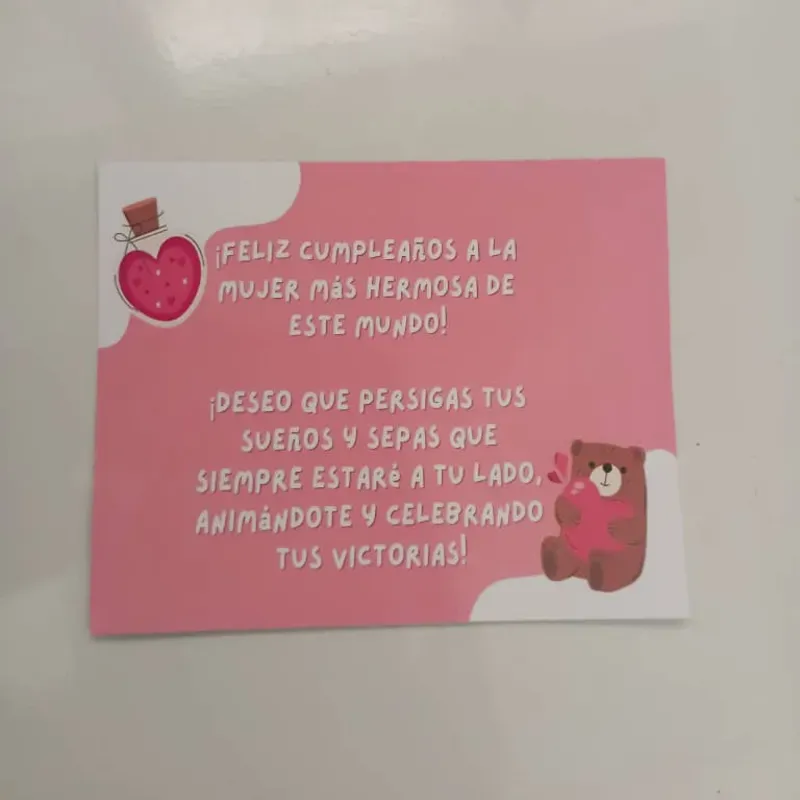 ¡FELIZ CUMPLEAÑOS A LA
MUJER MÁS HERMOSA DE
ESTE MUNDO!
¡DESEO QUE PERSIGAS TUS
SUEÑOS Y SEPAS QUE
SIEMPRE ESTARÉ A TU LADO,
ANIMÁNDOTE Y CELEBRANDO
TUS VICTORIAS!